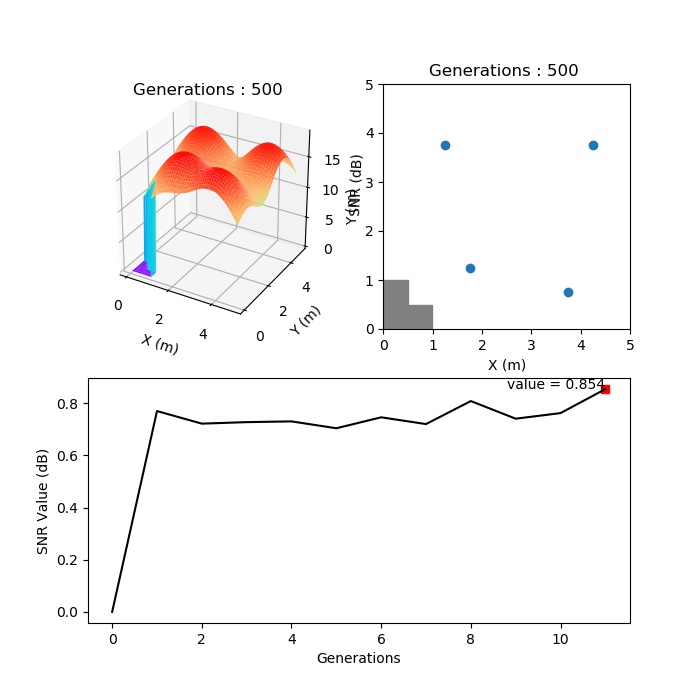 Generations : 500
0
2
4
X (m)
0
2
4
Y (m)
0
5
10
15
SNR (dB)
Generations : 500
5
4
3
2
1
0
Y (m)
0 1 2 3 4 5
X (m)
value = 0.854
0.8
0.6
0.4
0.2
0.0
SNR Value (dB)
0 2 4 6 8 10
Generations